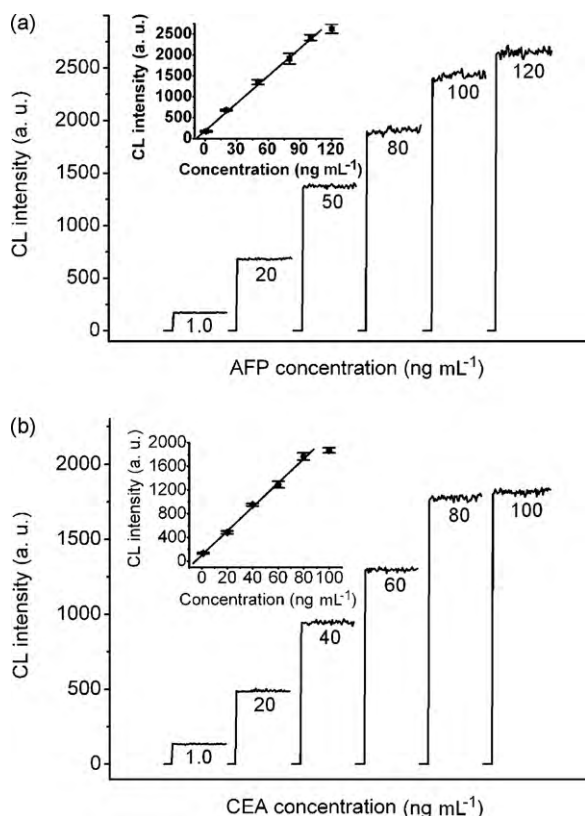 (a)
CL intensity (a. u.)
2500
2000
1500
1000
500
0
CL intensity (a. u.)
2500
2000
1500
1000
500
0
0 30 60 90 120
Concentration (ng mL⁻¹)
1.0
20
50
80
100
120
AFP concentration (ng mL⁻¹)
(b)
CL intensity (a. u.)
2000
1500
1000
500
0
CL intensity (a. u.)
2000
1600
1200
800
400
0
0 20 40 60 80 100
Concentration (ng mL⁻¹)
1.0
20
40
60
80
100
CEA concentration (ng mL⁻¹)